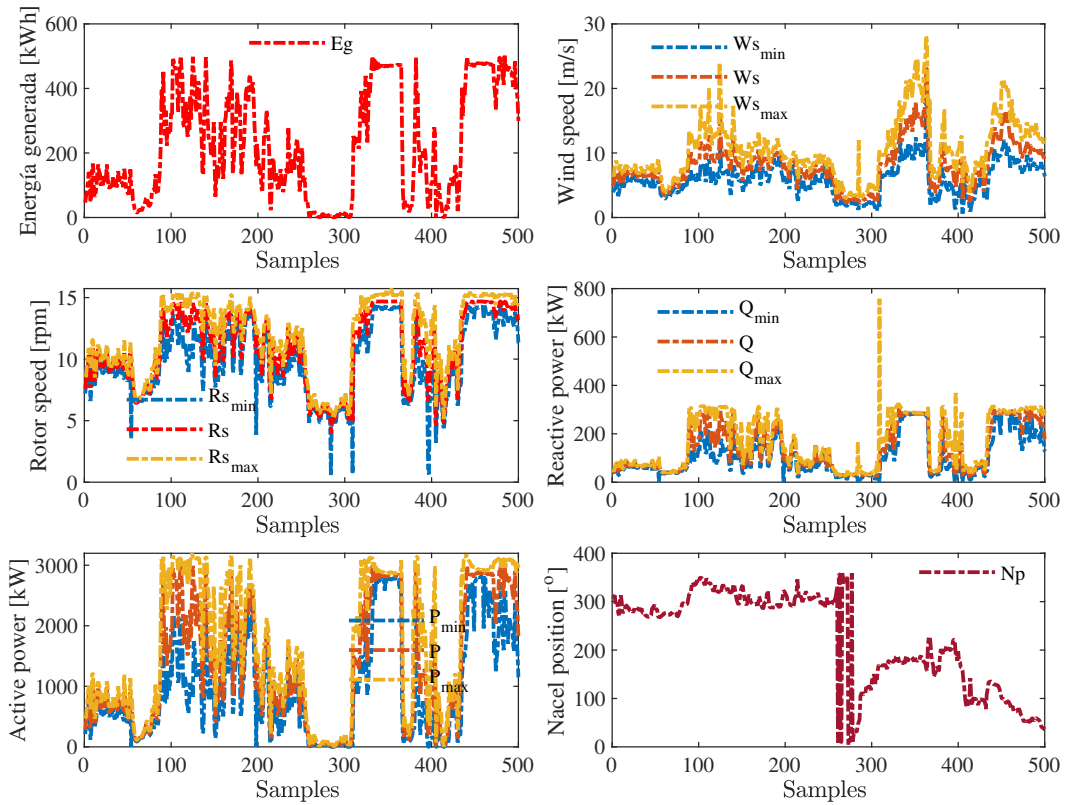 Energía generada [kWh]
600
400
200
0
Eg
0 100 200 300 400 500
Samples
Wind speed [m/s]
30
20
10
0
Ws_min
Ws
Ws_max
0 100 200 300 400 500
Samples
Rotor speed [rpm]
15
10
5
0
Rs_min
Rs
Rs_max
0 100 200 300 400 500
Samples
Reactive power [kW]
800
600
400
200
0
Q_min
Q
Q_max
0 100 200 300 400 500
Samples
Active power [kW]
3000
2000
1000
0
P_min
P
P_max
0 100 200 300 400 500
Samples
Nacel position [°]
400
300
200
100
0
Np
0 100 200 300 400 500
Samples